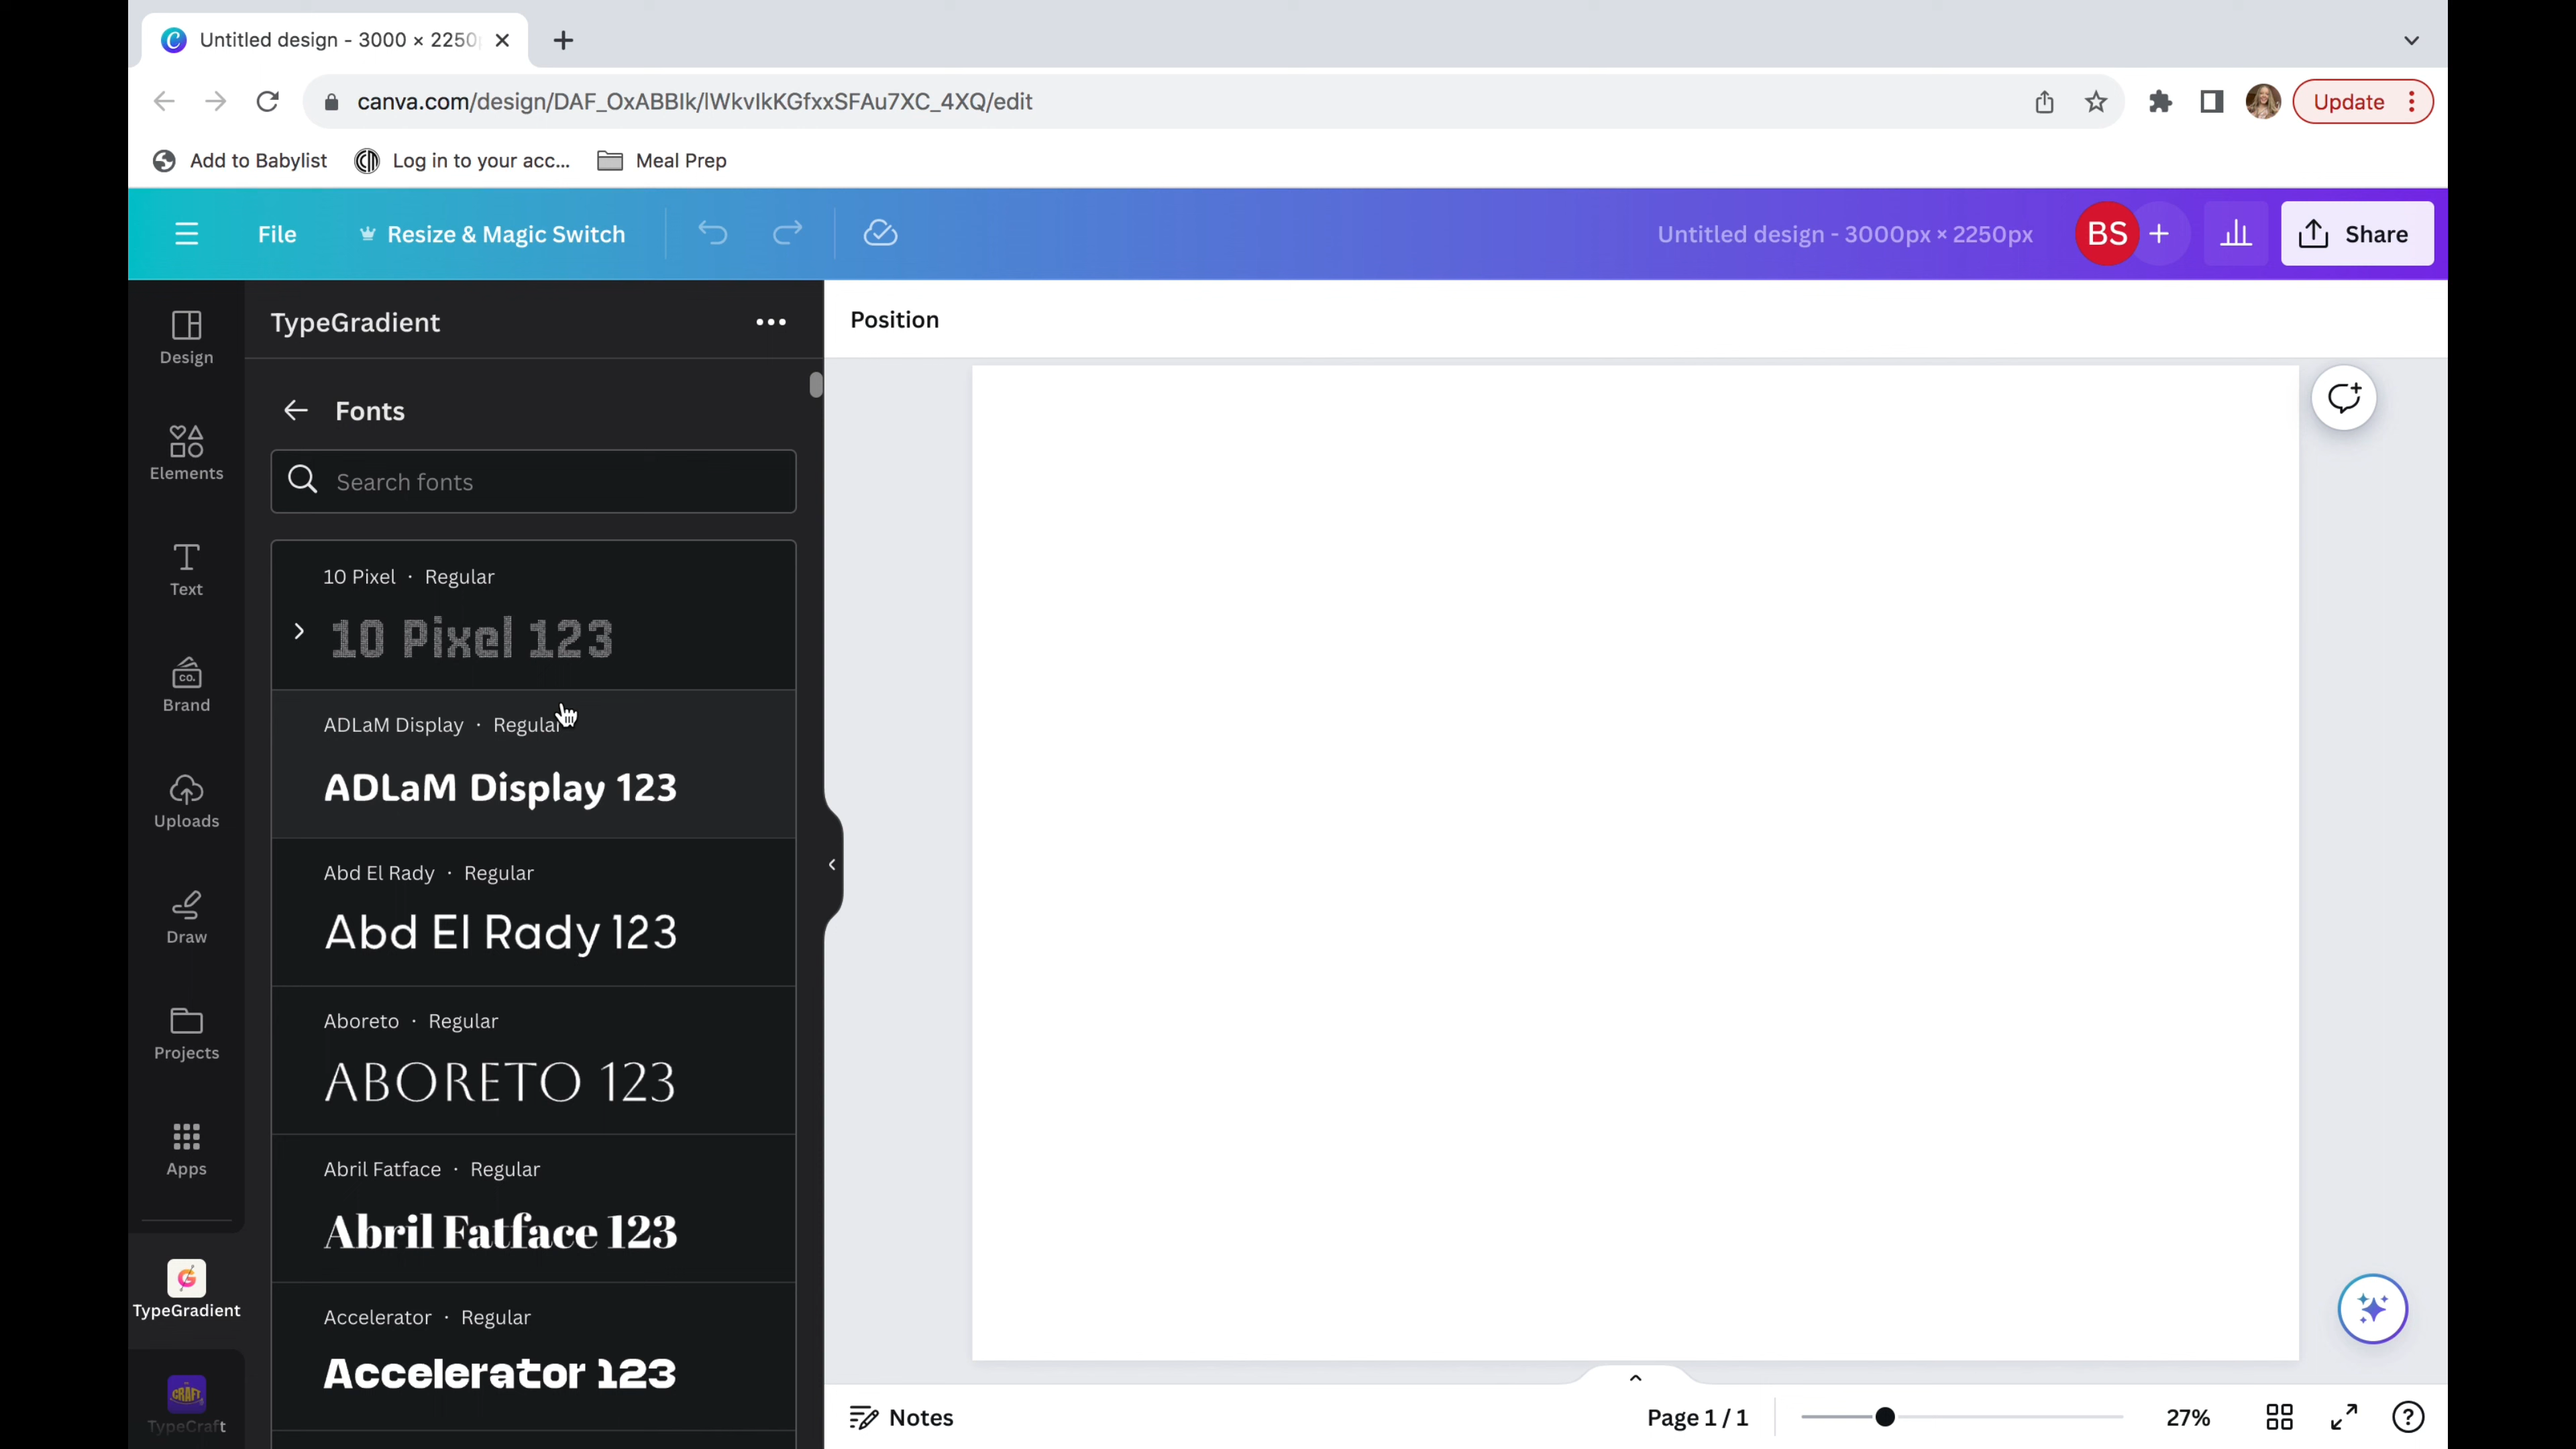 Untitled design - 3000 × 2250
canva.com/design/DAF_OxABBlk/lWkvlkKGfxxSFAu7XC_4XQ/edit
Update
Add to Babylist
Log in to your acc...
Meal Prep
File
Resize & Magic Switch
Untitled design - 3000px × 2250px
BS
Share
Design
Elements
Text
CO.
Brand
Uploads
Draw
Projects
Apps
TypeGradient
CRAFT
TypeCraft
TypeGradient
Fonts
Search fonts
10 Pixel · Regular
10 Pixel 123
ADLaM Display · Regular
ADLaM Display 123
Abd El Rady · Regular
Abd El Rady 123
Aboreto · Regular
ABORETO 123
Abril Fatface · Regular
Abril Fatface 123
Accelerator · Regular
Accelerator 123
Position
Notes
Page 1 / 1
27%